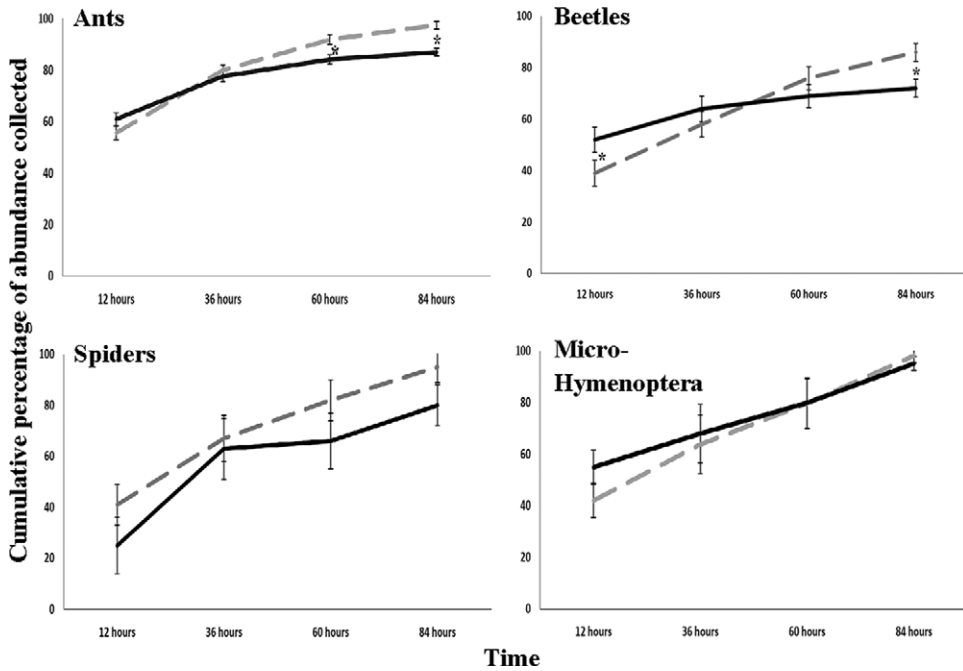 Cumulative percentage of abundance collected
Ants
100
80
60
40
20
0
*
*
12 hours
36 hours
60 hours
84 hours
Beetles
100
80
60
40
20
0
*
*
12 hours
36 hours
60 hours
84 hours
Spiders
100
80
60
40
20
0
12 hours
36 hours
60 hours
84 hours
Micro-
Hymenoptera
100
80
60
40
20
0
12 hours
36 hours
60 hours
84 hours
Time